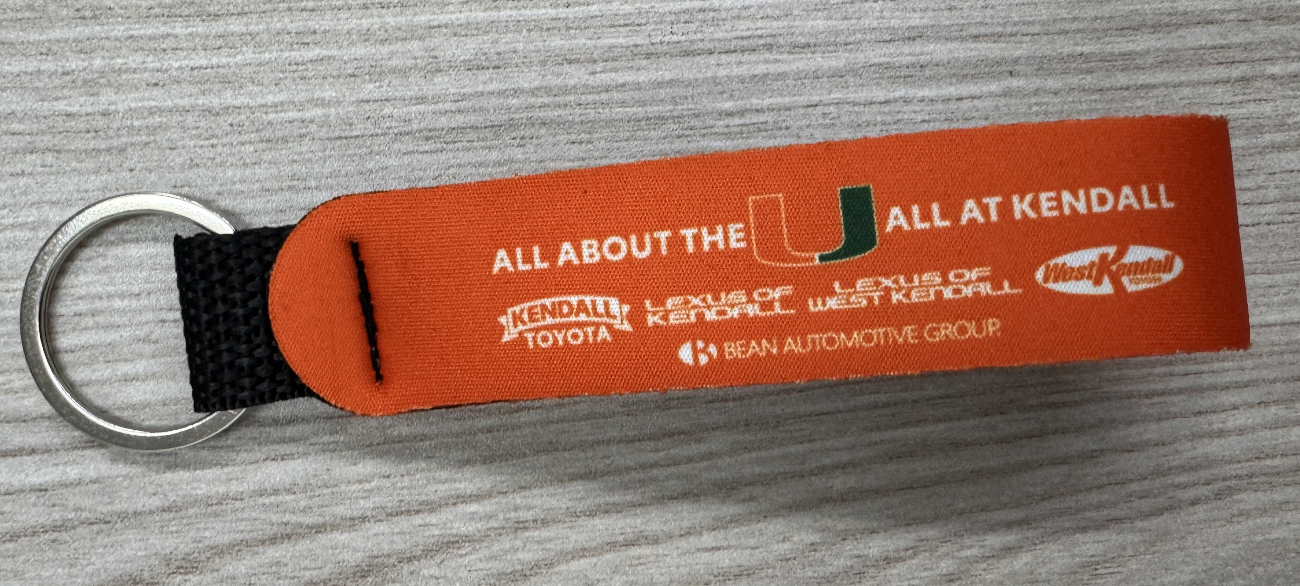 ALL ABOUT THE U ALL AT KENDALL
KENDALL TOYOTA
LEXUS OF KENDALL
LEXUS OF WEST KENDALL
West Kendall TOYOTA
BEAN AUTOMOTIVE GROUP